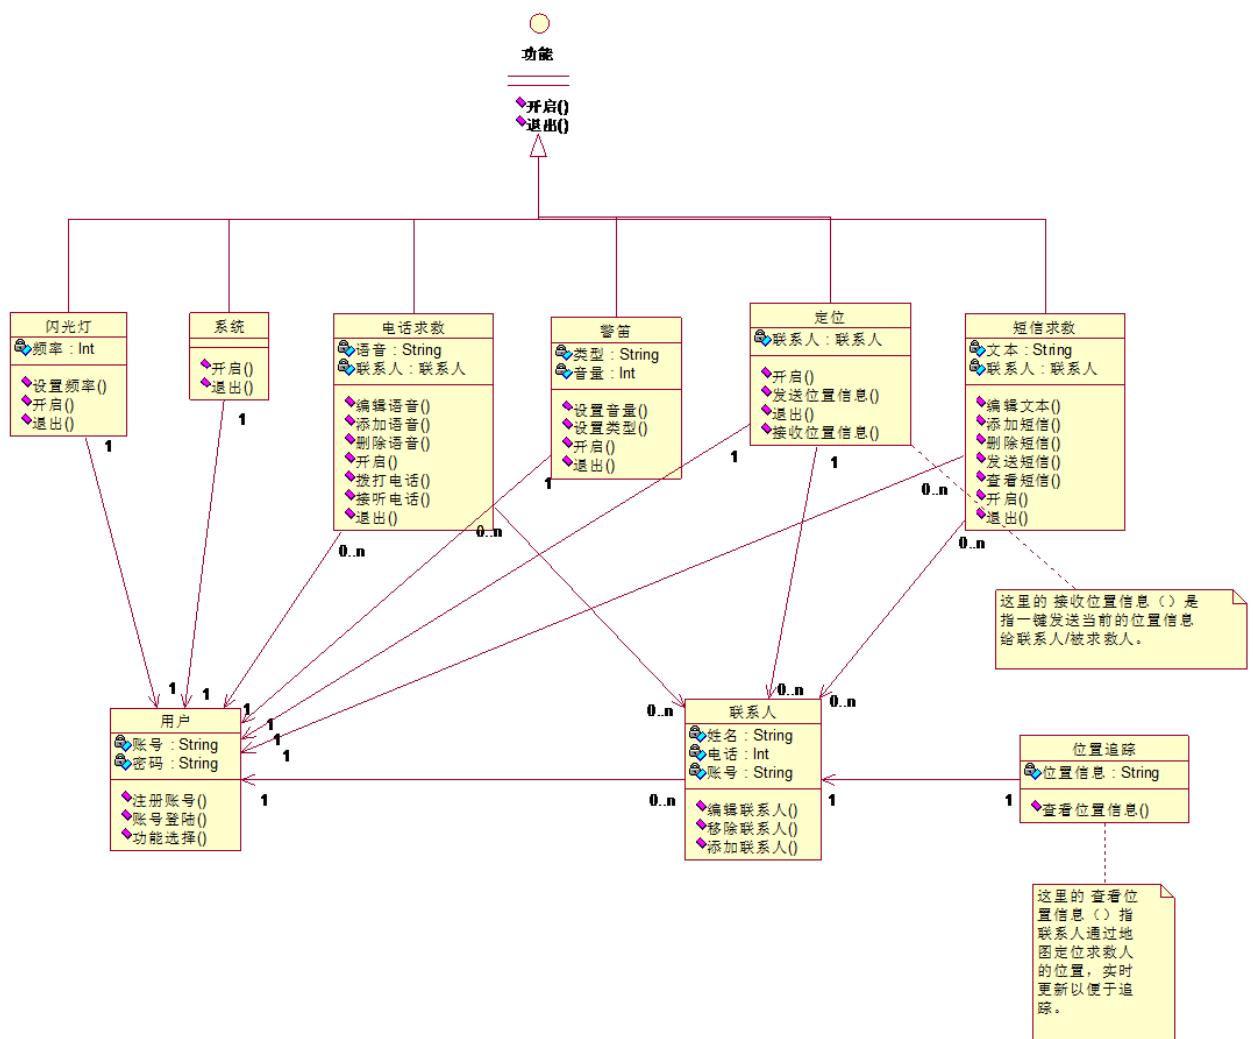 功能
开启()
退出()
闪光灯
频率 : Int
设置频率()
开启()
退出()
1
系统
开启()
退出()
1
电话求救
语音 : String
联系人 : 联系人
编辑语音()
添加语音()
删除语音()
开启()
拨打电话()
接听电话()
退出()
0..n
0..n
警笛
类型 : String
音量 : Int
设置音量()
设置类型()
开启()
退出()
1
定位
联系人 : 联系人
开启()
发送位置信息()
退出()
接收位置信息()
1
1
短信求救
文本 : String
联系人 : 联系人
编辑文本()
添加短信()
删除短信()
发送短信()
查看短信()
开启()
退出()
0..n
0..n
这里的 接收位置信息（）是
指一键发送当前的位置信息
给联系人/被求救人。
1
1
1
1
1
用户
账号 : String
密码 : String
注册账号()
账号登陆()
功能选择()
1
0..n
0..n
0..n
联系人
姓名 : String
电话 : Int
账号 : String
编辑联系人()
移除联系人()
添加联系人()
0..n
1
1
位置追踪
位置信息 : String
查看位置信息()
这里的 查看位
置信息（）指
联系人通过地
图定位求救人
的位置，实时
更新以便于追
踪。